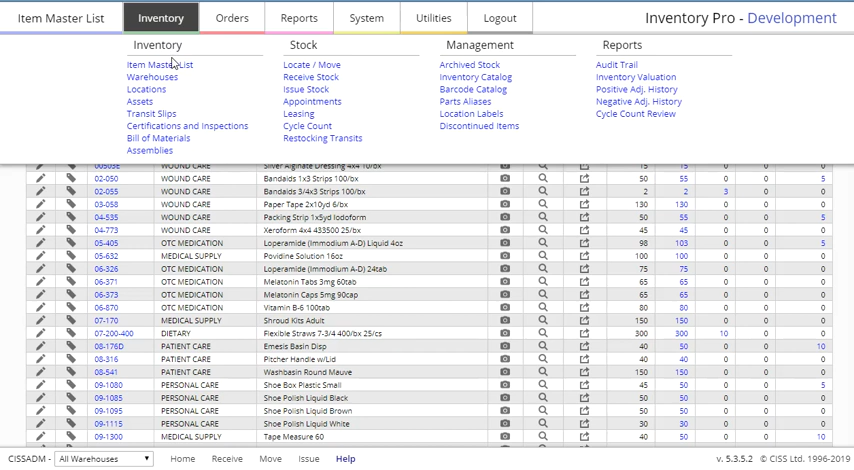 Item Master List Inventory Orders Reports System Utilities Logout Inventory Pro - Development
Inventory Stock Management Reports
Item Master List Locate / Move Archived Stock Audit Trail
Warehouses Receive Stock Inventory Catalog Inventory Valuation
Locations Issue Stock Barcode Catalog Positive Adj. History
Assets Appointments Parts Aliases Negative Adj. History
Transit Slips Leasing Location Labels Cycle Count Review
Certifications and Inspections Cycle Count Discontinued Items
Bill of Materials Restocking Transits
Assemblies
00503E WOUND CARE Silver Alginate Dressing 4x4 10/bx 15 15 0 0 0
02-050 WOUND CARE Bandaids 1x3 Strips 100/bx 50 55 0 0 5
02-055 WOUND CARE Bandaids 3/4x3 Strips 100/bx 2 2 3 0 0
03-058 WOUND CARE Paper Tape 2x10yd 6/bx 130 130 0 0 0
04-535 WOUND CARE Packing Strip 1x5yd Iodoform 50 55 0 0 5
04-773 WOUND CARE Xeroform 4x4 433500 25/bx 45 45 0 0 0
05-405 OTC MEDICATION Loperamide (Immodium A-D) Liquid 4oz 98 103 0 0 5
05-632 MEDICAL SUPPLY Povidine Solution 16oz 100 100 0 0 0
06-326 OTC MEDICATION Loperamide (Immodium A-D) 24tab 75 75 0 0 0
06-371 OTC MEDICATION Melatonin Tabs 3mg 60tab 65 65 0 0 0
06-373 OTC MEDICATION Melatonin Caps 5mg 90cap 65 65 0 0 0
06-870 OTC MEDICATION Vitamin B-6 100tab 80 80 0 0 0
07-170 MEDICAL SUPPLY Shroud Kits Adult 150 150 0 0 0
07-200-400 DIETARY Flexible Straws 7-3/4 400/bx 25/cs 300 300 10 0 0
08-176D PATIENT CARE Emesis Basin Disp 40 50 0 0 10
08-316 PATIENT CARE Pitcher Handle w/Lid 40 40 0 0 0
08-541 PATIENT CARE Washbasin Round Mauve 150 150 0 0 0
09-1080 PERSONAL CARE Shoe Box Plastic Small 45 50 0 0 5
09-1085 PERSONAL CARE Shoe Polish Liquid Black 50 50 0 0 0
09-1095 PERSONAL CARE Shoe Polish Liquid Brown 50 50 0 0 0
09-1115 PERSONAL CARE Shoe Polish Liquid White 30 30 0 0 0
09-1300 MEDICAL SUPPLY Tape Measure 60 40 50 0 0 10
CISSADM - All Warehouses Home Receive Move Issue Help v. 5.3.5.2 © CISS Ltd. 1996-2019